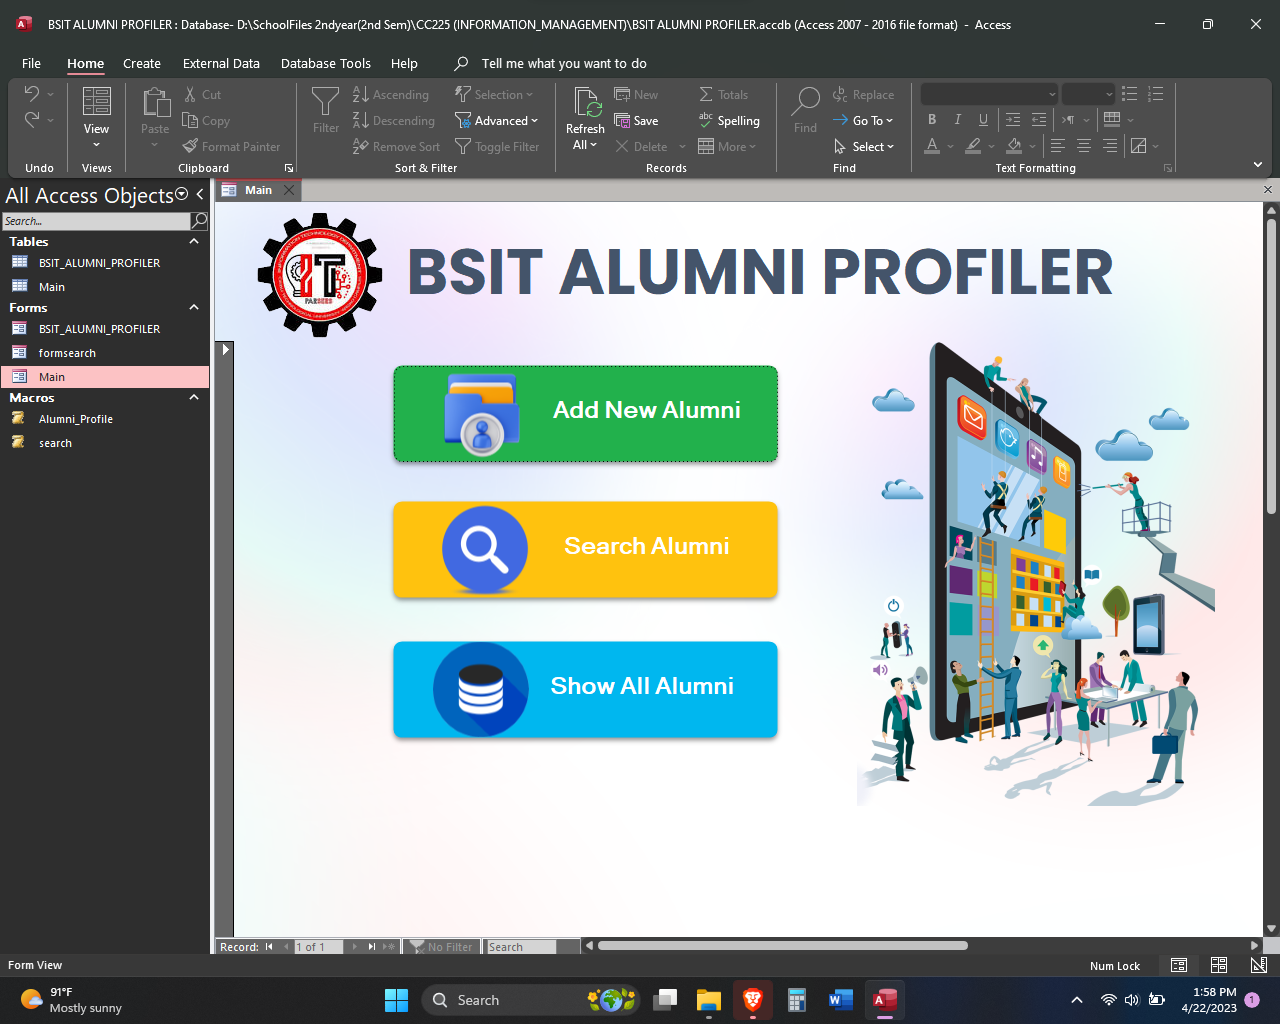 BSIT ALUMNI PROFILER : Database- D:\SchoolFiles 2ndyear(2nd Sem)\CC225 (INFORMATION_MANAGEMENT)\BSIT ALUMNI PROFILER.accdb (Access 2007 - 2016 file format) - Access
File Home Create External Data Database Tools Help Tell me what you want to do
Undo
View
Views
Paste
Cut
Copy
Format Painter
Clipboard
Filter
Ascending
Descending
Remove Sort
Selection
Advanced
Toggle Filter
Sort & Filter
Refresh
All
New
Save
Delete
Totals
Spelling
More
Records
Find
Replace
Go To
Select
Find
B I U
A
Text Formatting
All Access Objects
Search...
Tables
BSIT_ALUMNI_PROFILER
Main
Forms
BSIT_ALUMNI_PROFILER
formsearch
Main
Macros
Alumni_Profile
search
Main
IT
PARSERS
BSIT ALUMNI PROFILER
Add New Alumni
Search Alumni
Show All Alumni
Record: 1 of 1 No Filter Search
Form View
Num Lock
91°F
Mostly sunny
Search
1:58 PM
4/22/2023
1